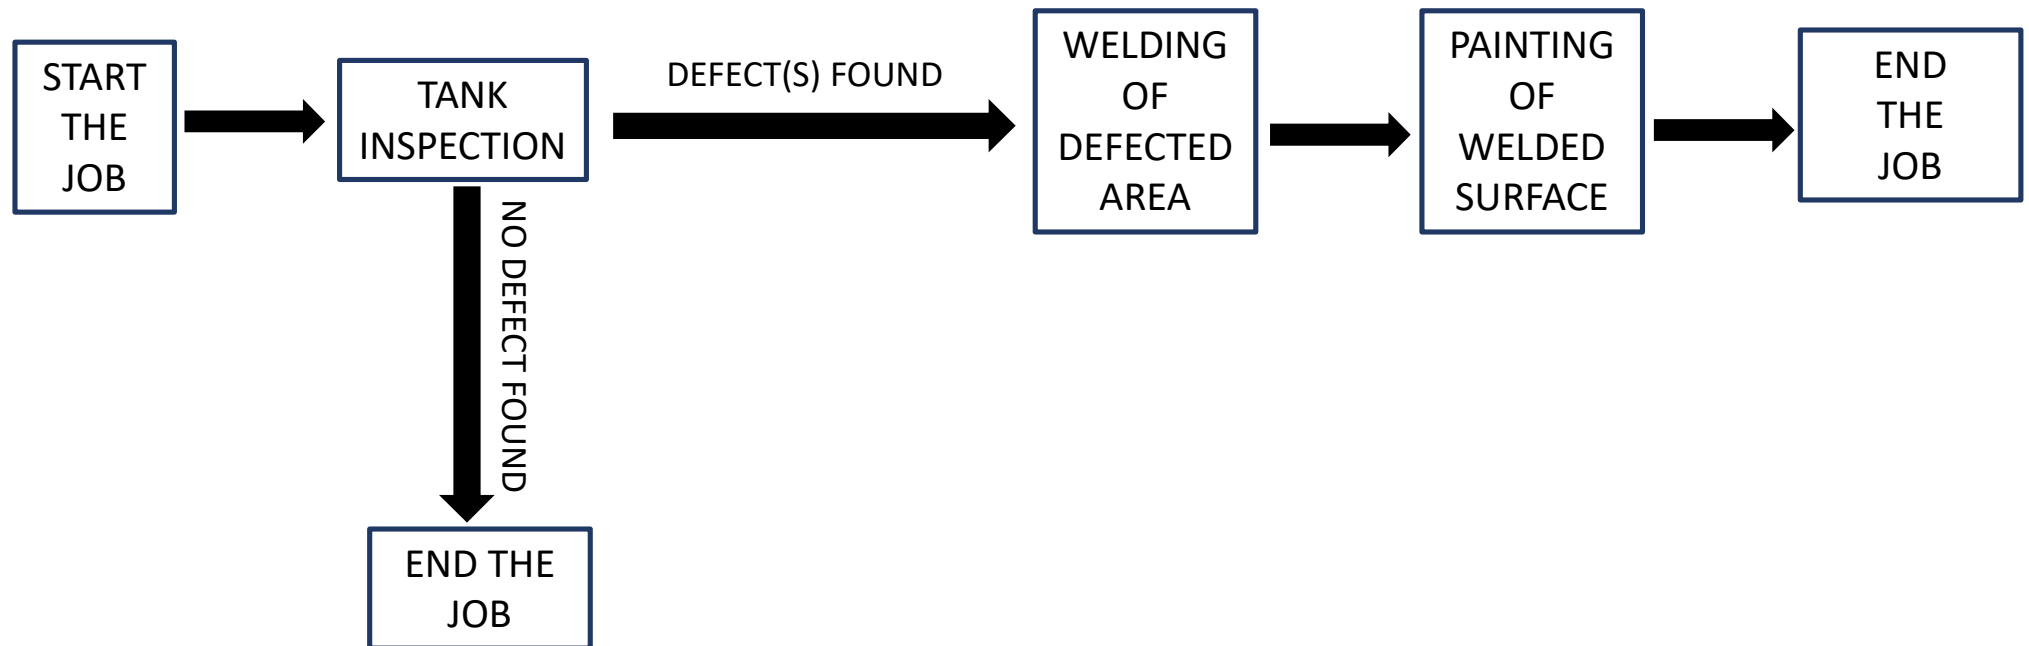 START
THE
JOB
TANK
INSPECTION
DEFECT(S) FOUND
WELDING
OF
DEFECTED
AREA
PAINTING
OF
WELDED
SURFACE
END
THE
JOB
NO DEFECT FOUND
END THE
JOB